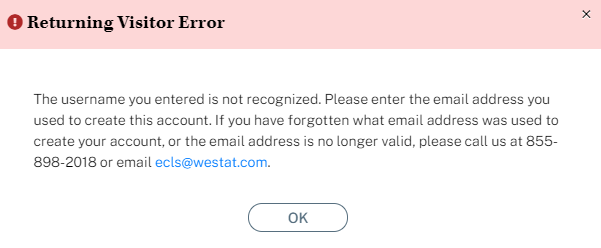 Returning Visitor Error
The username you entered is not recognized. Please enter the email address you
used to create this account. If you have forgotten what email address was used to
create your account, or the email address is no longer valid, please call us at 855-
898-2018 or email ecls@westat.com.
OK